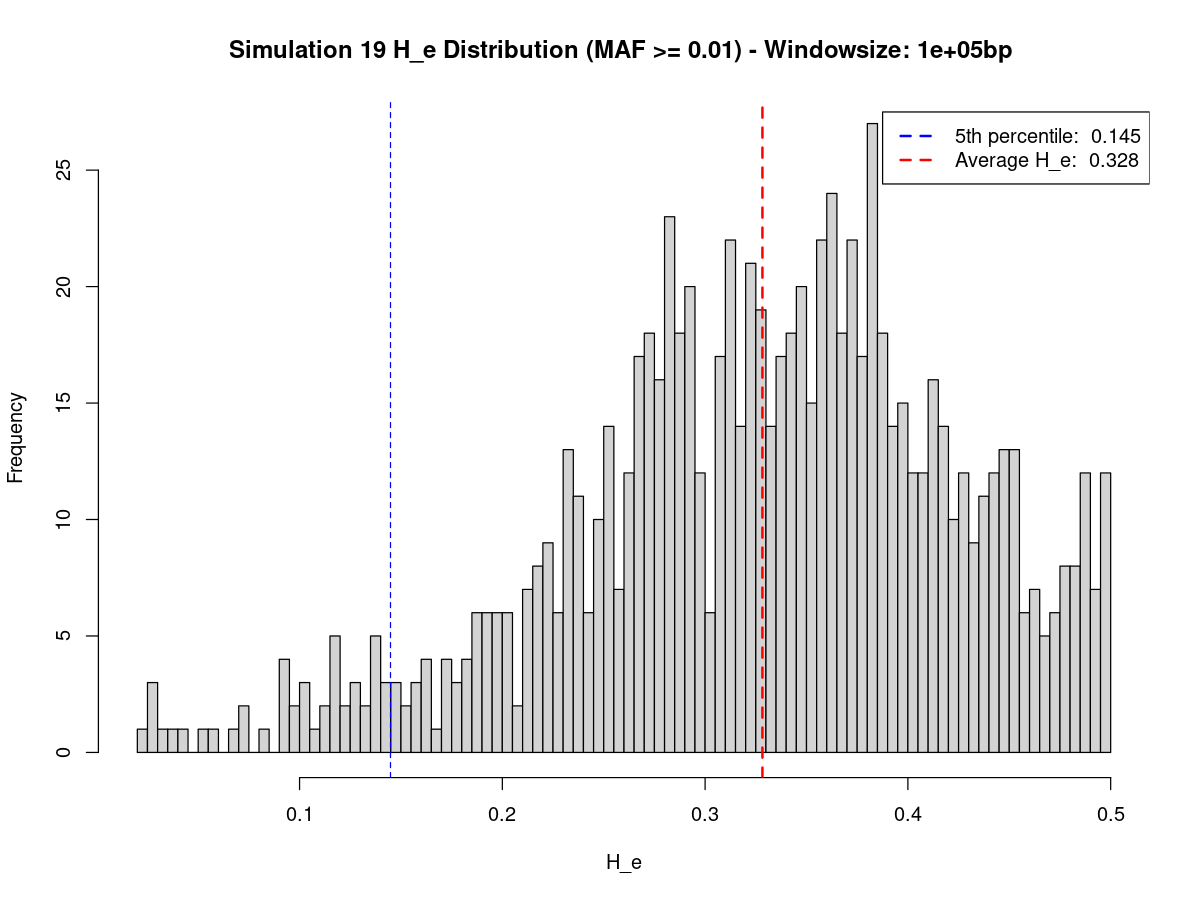 Simulation 19 H_e Distribution (MAF >= 0.01) - Windowsize: 1e+05bp
5th percentile:  0.145
Average H_e:  0.328
Frequency
25
20
15
10
5
0
0.1 0.2 0.3 0.4 0.5
H_e